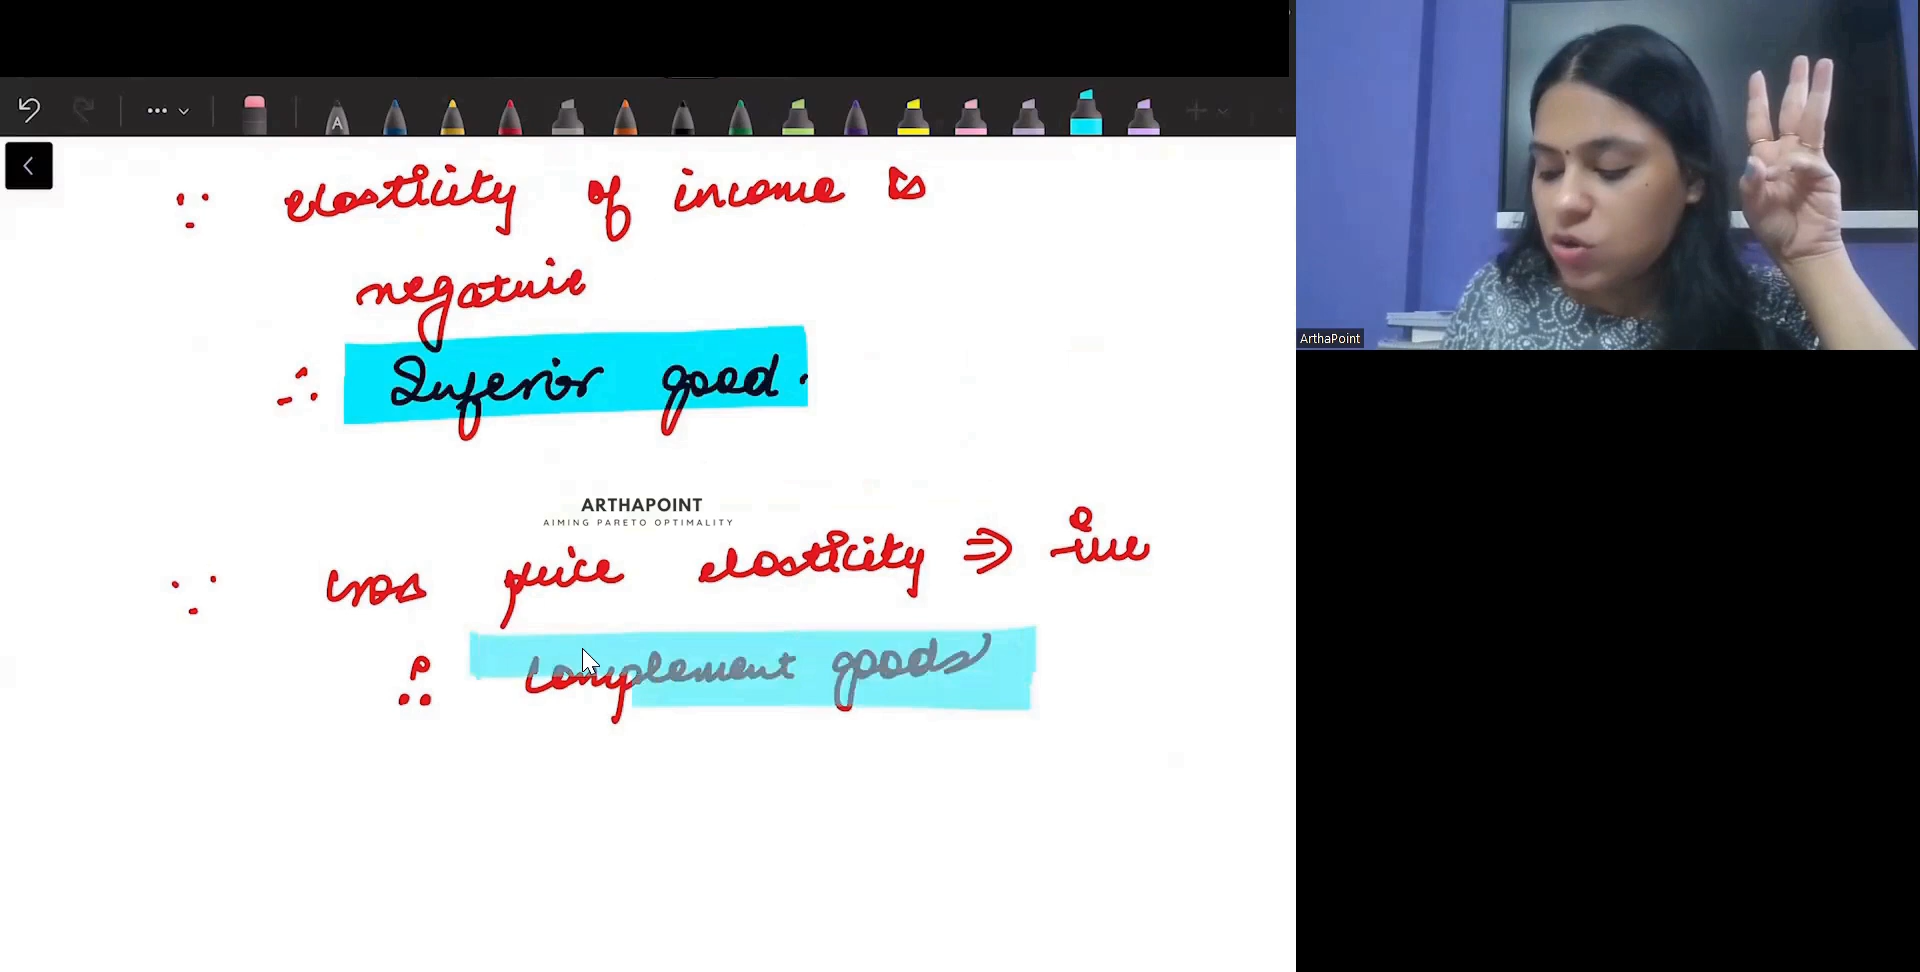 ∵ elasticity of income is
negative
∴ Inferior good.
ARTHAPOINT
AIMING PARETO OPTIMALITY
∵ cross price elasticity ⇒ -ive
∴ complement goods
A
ArthaPoint